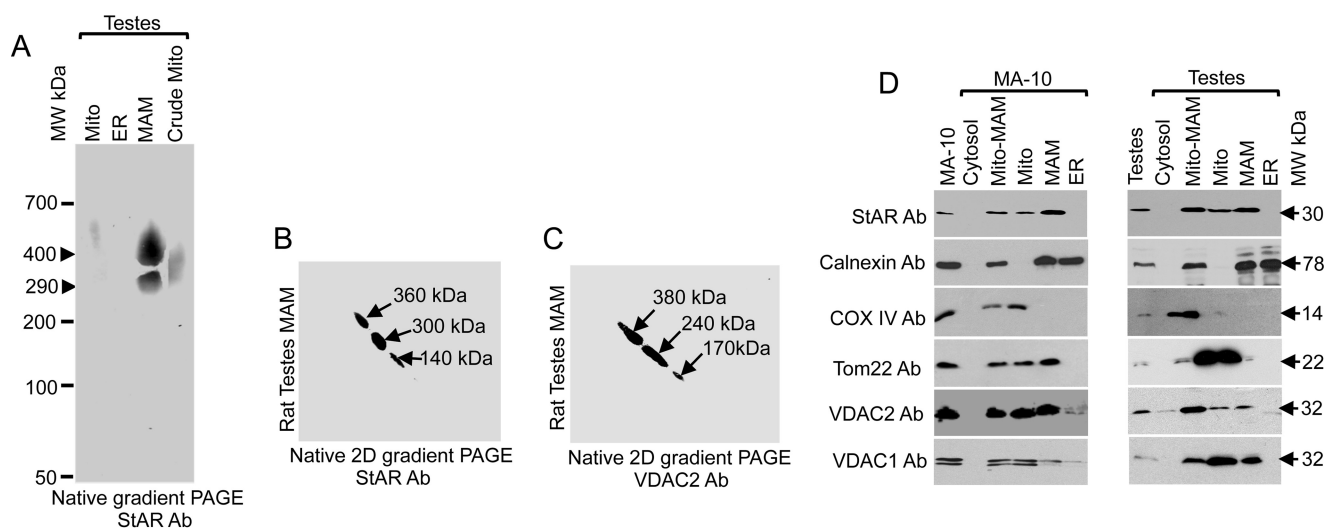 A
Testes
MW kDa
Mito
ER
MAM
Crude Mito
700
400
290
200
100
50
Native gradient PAGE
StAR Ab
B
Rat Testes MAM
360 kDa
300 kDa
140 kDa
Native 2D gradient PAGE
StAR Ab
C
Rat Testes MAM
380 kDa
240 kDa
170kDa
Native 2D gradient PAGE
VDAC2 Ab
D
MA-10
Testes
MA-10
Cytosol
Mito-MAM
Mito
MAM
ER
Testes
Cytosol
Mito-MAM
Mito
MAM
ER
MW kDa
StAR Ab
30
Calnexin Ab
78
COX IV Ab
14
Tom22 Ab
22
VDAC2 Ab
32
VDAC1 Ab
32